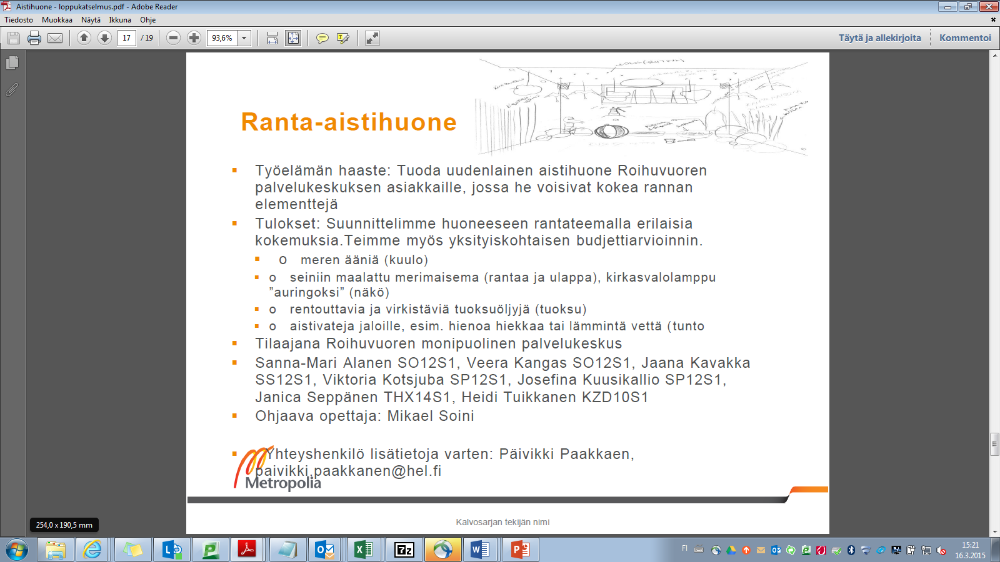 Aistihuone - loppukatselmus.pdf - Adobe Reader
Tiedosto Muokkaa Näytä Ikkuna Ohje
17 / 19 93,6% Täytä ja allekirjoita Kommentoi
Ranta-aistihuone
Työelämän haaste: Tuoda uudenlainen aistihuone Roihuvuoren
palvelukeskuksen asiakkaille, jossa he voisivat kokea rannan
elementtejä
Tulokset: Suunnittelimme huoneeseen rantateemalla erilaisia
kokemuksia.Teimme myös yksityiskohtaisen budjettiarvioinnin.
o meren ääniä (kuulo)
o seiniin maalattu merimaisema (rantaa ja ulappa), kirkasvalolamppu
”auringoksi” (näkö)
o rentouttavia ja virkistäviä tuoksuöljyjä (tuoksu)
o aistivateja jaloille, esim. hienoa hiekkaa tai lämmintä vettä (tunto
Tilaajana Roihuvuoren monipuolinen palvelukeskus
Sanna-Mari Alanen SO12S1, Veera Kangas SO12S1, Jaana Kavakka
SS12S1, Viktoria Kotsjuba SP12S1, Josefina Kuusikallio SP12S1,
Janica Seppänen THX14S1, Heidi Tuikkanen KZD10S1
Ohjaava opettaja: Mikael Soini
Yhteyshenkilö lisätietoja varten: Päivikki Paakkaen,
paivikki.paakkanen@hel.fi
Metropolia
Kalvosarjan tekijän nimi
254,0 x 190,5 mm
FI
15:21
16.3.2015